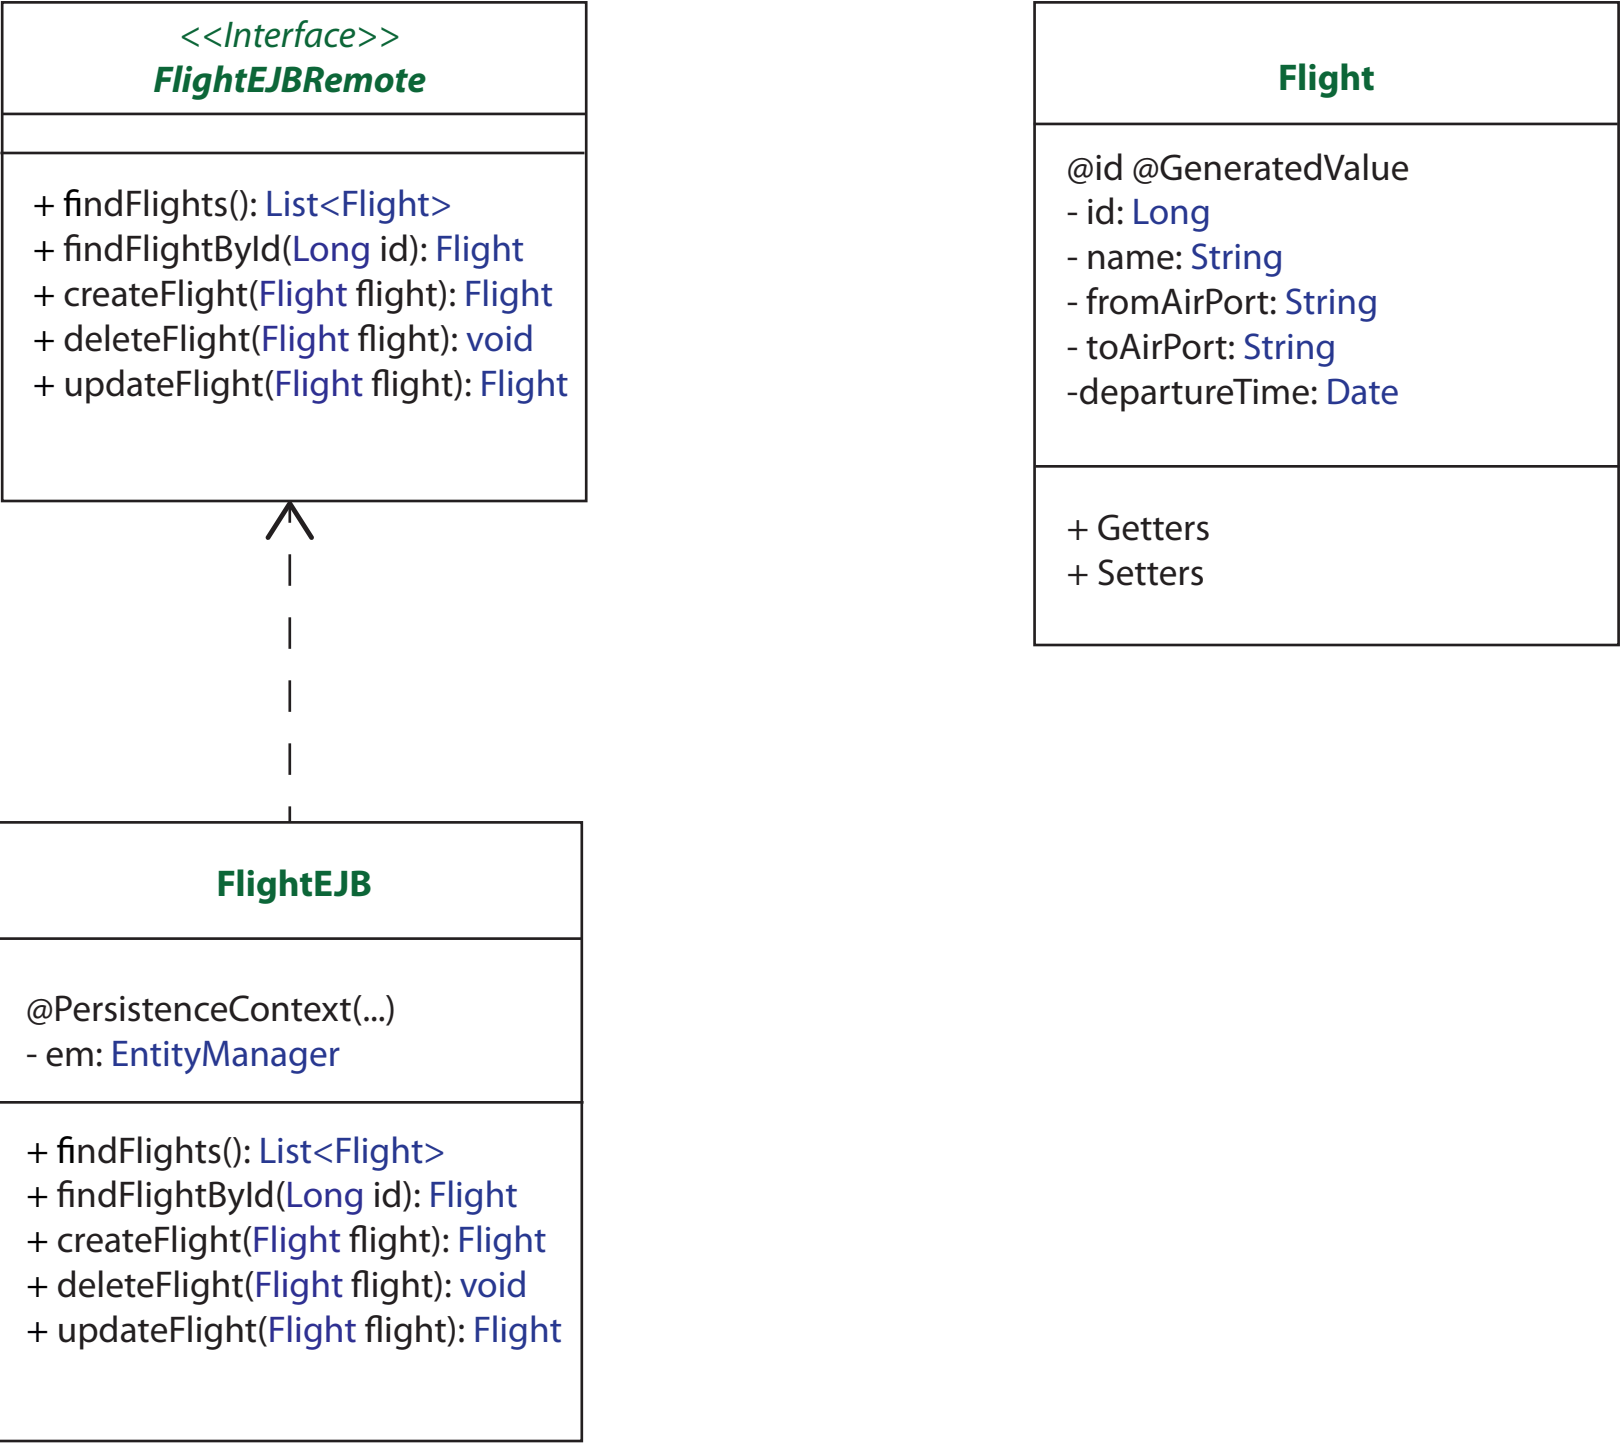 <<Interface>>
FlightEJBRemote
+ findFlights(): List<Flight>
+ findFlightById(Long id): Flight
+ createFlight(Flight flight): Flight
+ deleteFlight(Flight flight): void
+ updateFlight(Flight flight): Flight
Flight
@id @GeneratedValue
- id: Long
- name: String
- fromAirPort: String
- toAirPort: String
-departureTime: Date
+ Getters
+ Setters
FlightEJB
@PersistenceContext(...)
- em: EntityManager
+ findFlights(): List<Flight>
+ findFlightById(Long id): Flight
+ createFlight(Flight flight): Flight
+ deleteFlight(Flight flight): void
+ updateFlight(Flight flight): Flight